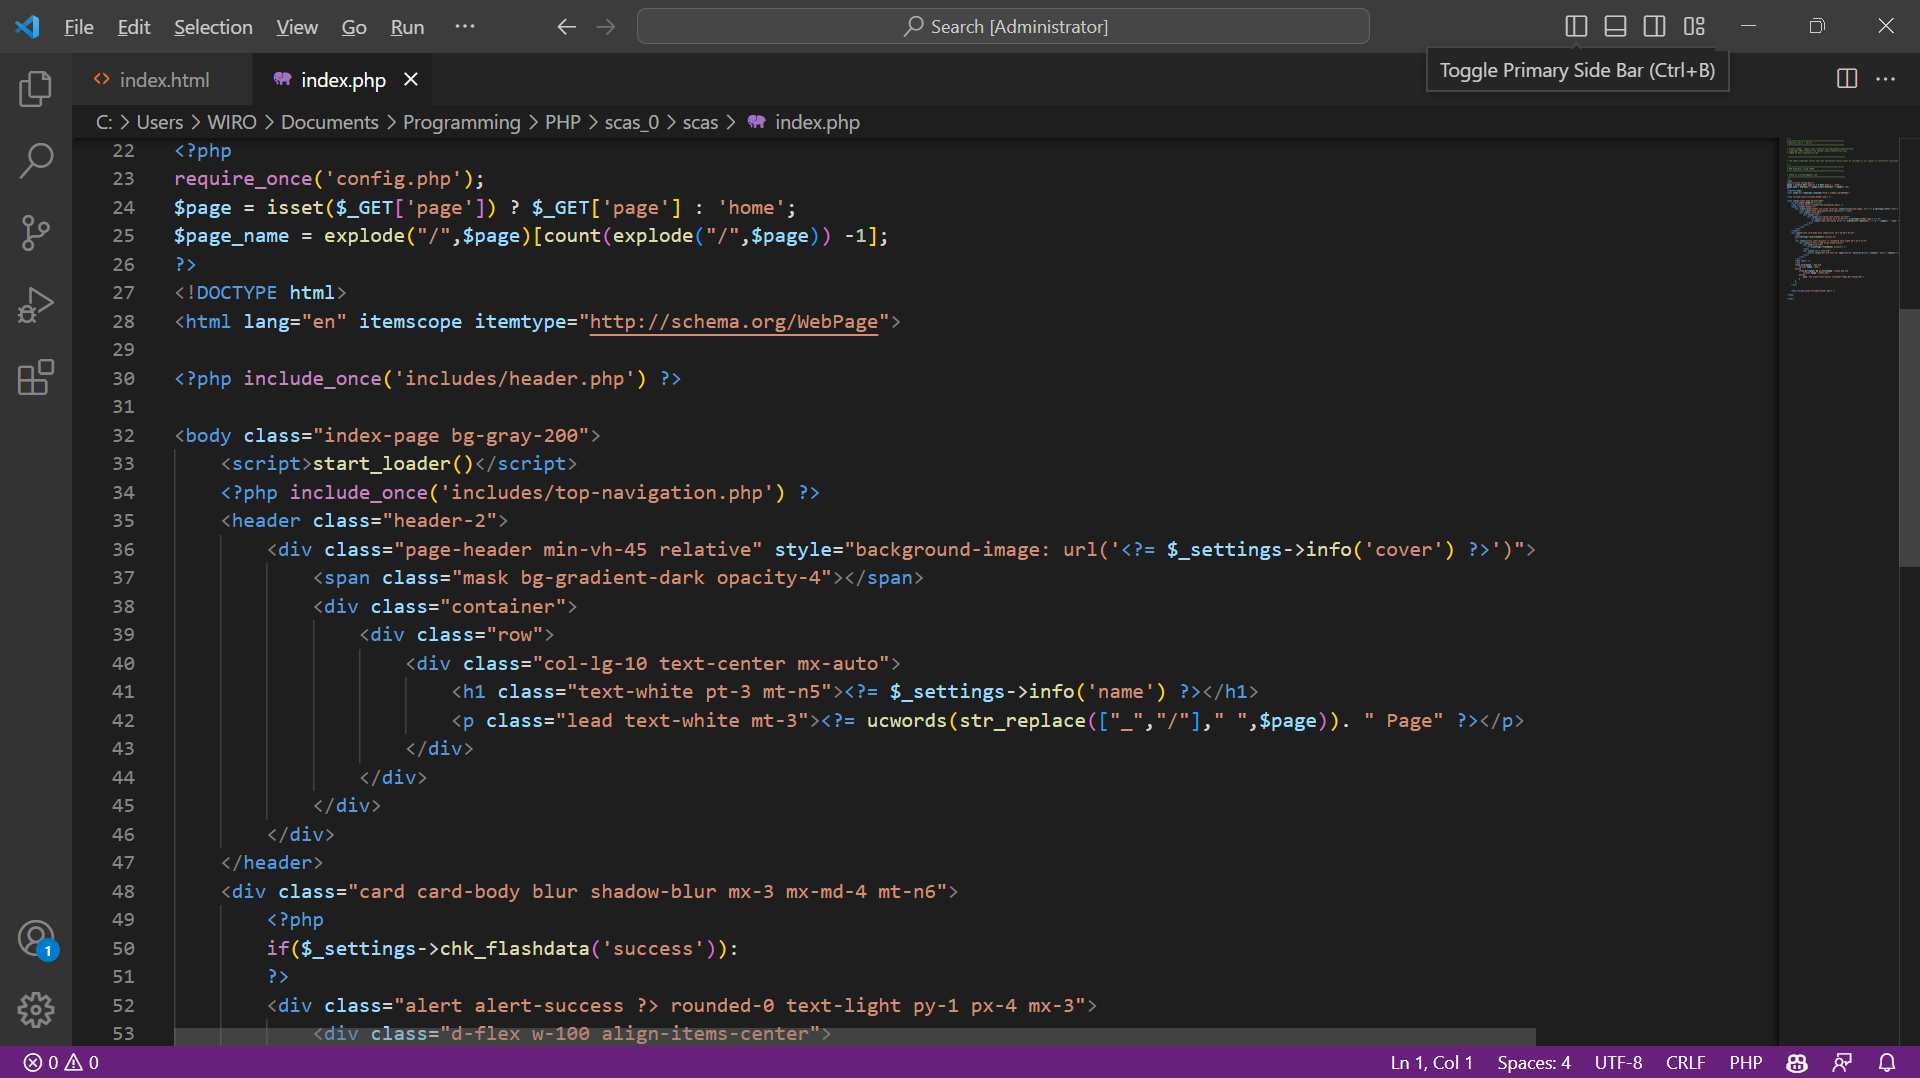 File Edit Selection View Go Run ··· Search [Administrator]
index.html index.php
Toggle Primary Side Bar (Ctrl+B)
C: > Users > WIRO > Documents > Programming > PHP > scas_0 > scas > index.php
22 <?php
23 require_once('config.php');
24 $page = isset($_GET['page']) ? $_GET['page'] : 'home';
25 $page_name = explode("/",$page)[count(explode("/",$page)) -1];
26 ?>
27 <!DOCTYPE html>
28 <html lang="en" itemscope itemtype="http://schema.org/WebPage">
29
30 <?php include_once('includes/header.php') ?>
31
32 <body class="index-page bg-gray-200">
33 <script>start_loader()</script>
34 <?php include_once('includes/top-navigation.php') ?>
35 <header class="header-2">
36 <div class="page-header min-vh-45 relative" style="background-image: url('<?= $_settings->info('cover') ?>')">
37 <span class="mask bg-gradient-dark opacity-4"></span>
38 <div class="container">
39 <div class="row">
40 <div class="col-lg-10 text-center mx-auto">
41 <h1 class="text-white pt-3 mt-n5"><?= $_settings->info('name') ?></h1>
42 <p class="lead text-white mt-3"><?= ucwords(str_replace(["_","/"]," ",$page)). " Page" ?></p>
43 </div>
44 </div>
45 </div>
46 </div>
47 </header>
48 <div class="card card-body blur shadow-blur mx-3 mx-md-4 mt-n6">
49 <?php
50 if($_settings->chk_flashdata('success')):
51 ?>
52 <div class="alert alert-success ?> rounded-0 text-light py-1 px-4 mx-3">
53 <div class="d-flex w-100 align-items-center">
1
0 0 Ln 1, Col 1 Spaces: 4 UTF-8 CRLF PHP